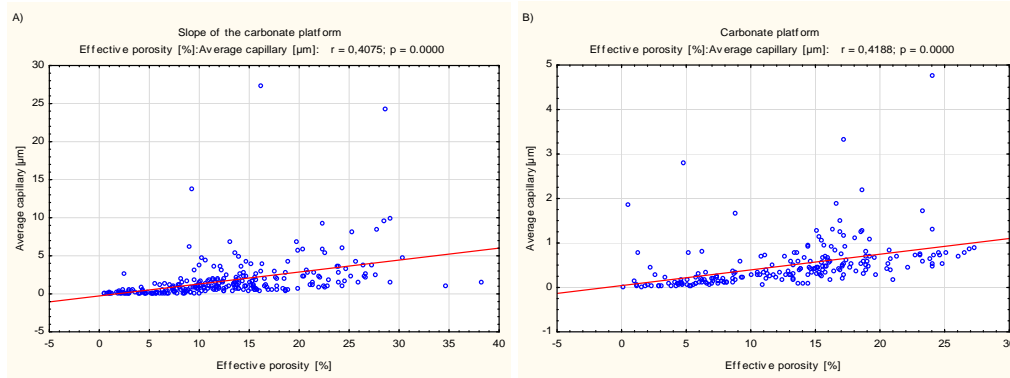 A)
Slope of the carbonate platform
Effective porosity [%]:Average capillary [µm]: r = 0,4075; p = 0.0000
30
25
20
15
10
5
0
-5
Average capillary [µm]
-5 0 5 10 15 20 25 30 35 40
Effective porosity [%]
B)
Carbonate platform
Effective porosity [%]:Average capillary [µm]: r = 0,4188; p = 0.0000
5
4
3
2
1
0
-1
Average capillary [µm]
-5 0 5 10 15 20 25 30
Effective porosity [%]